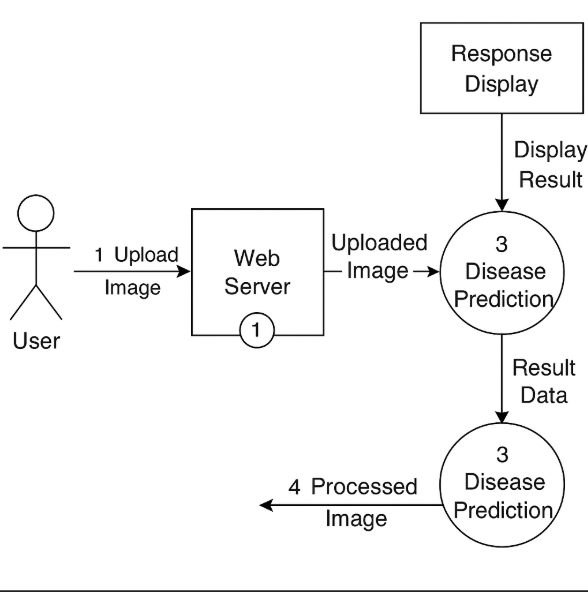 Response
Display
Display
Result
User
1 Upload
Image
Web
Server
1
Uploaded
Image
3
Disease
Prediction
Result
Data
3
Disease
Prediction
4 Processed
Image